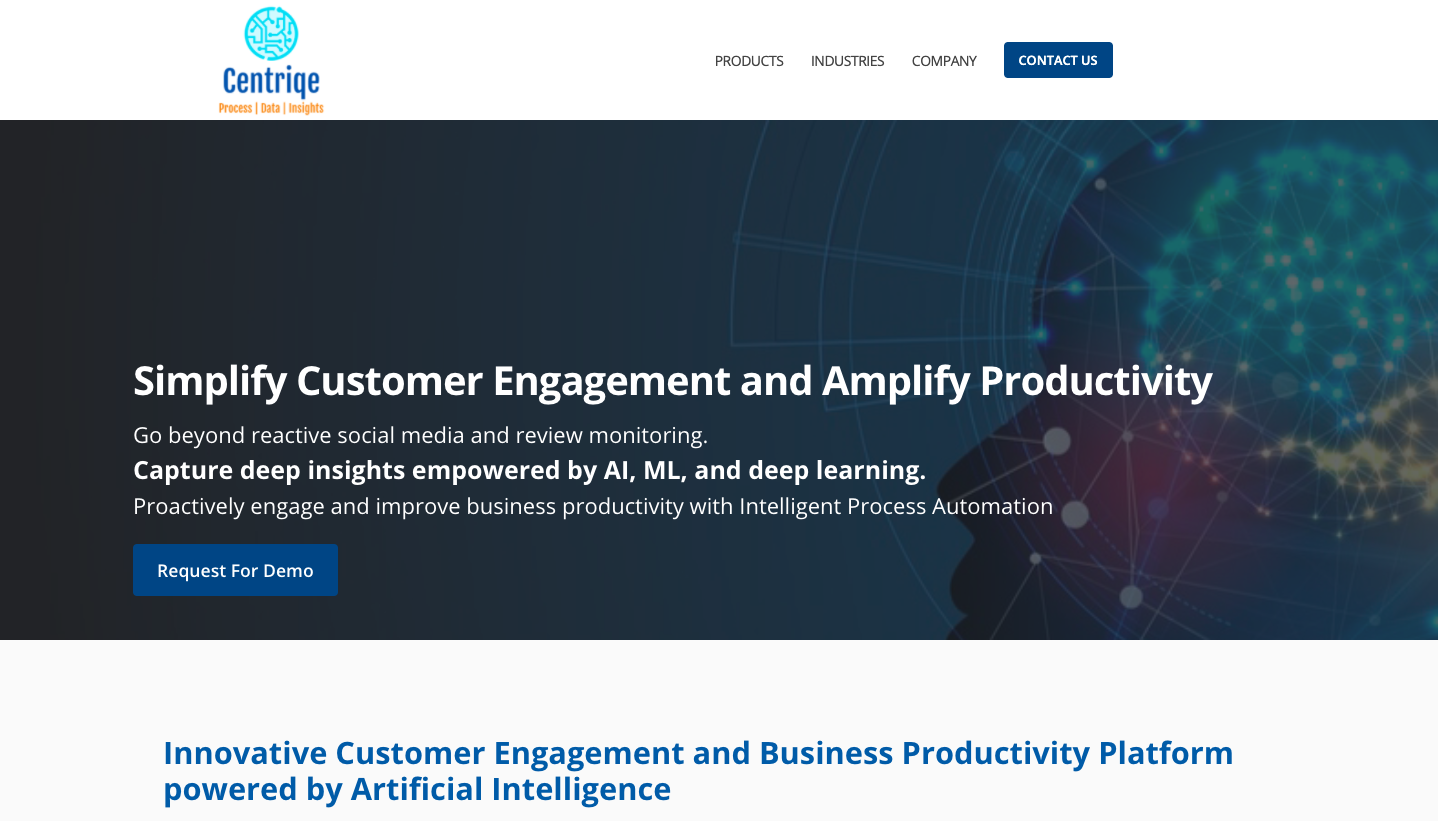 Centriqe
Process | Data | Insights
PRODUCTS INDUSTRIES COMPANY CONTACT US
Simplify Customer Engagement and Amplify Productivity
Go beyond reactive social media and review monitoring.
Capture deep insights empowered by AI, ML, and deep learning.
Proactively engage and improve business productivity with Intelligent Process Automation
Request For Demo
Innovative Customer Engagement and Business Productivity Platform
powered by Artificial Intelligence